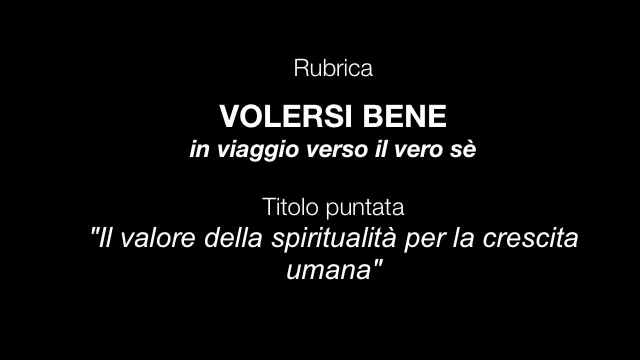 Rubrica
VOLERSI BENE
in viaggio verso il vero sè
Titolo puntata
"Il valore della spiritualità per la crescita
umana"